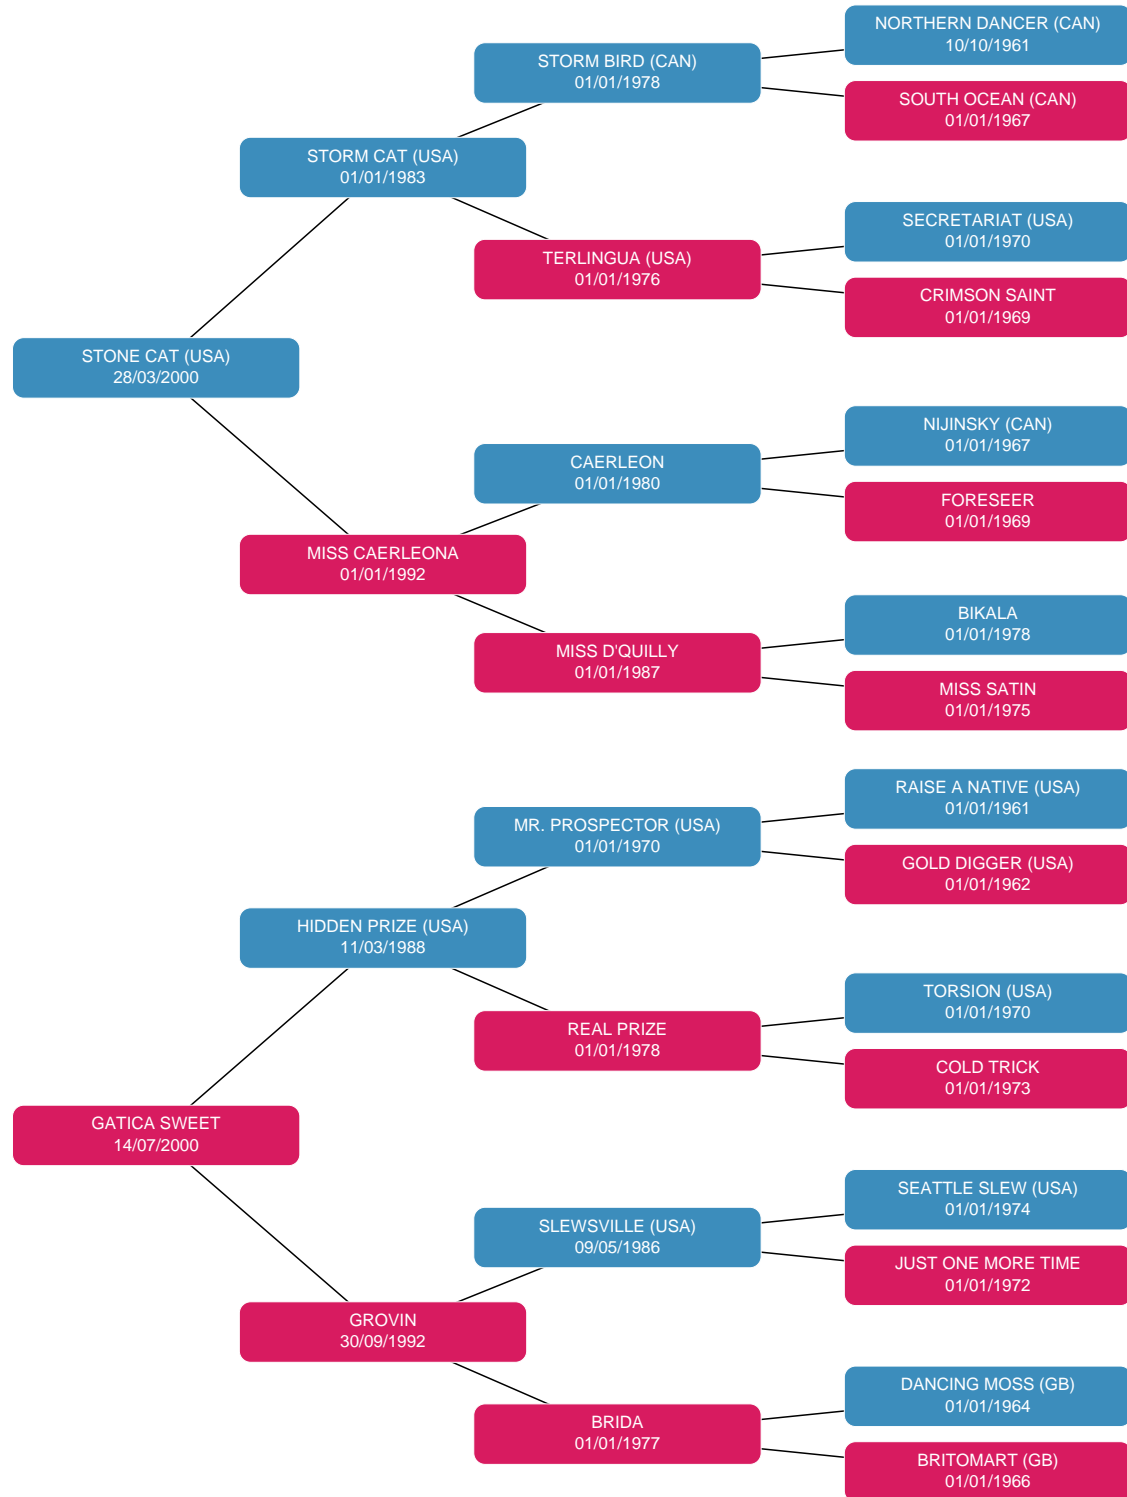 NORTHERN DANCER (CAN)
10/10/1961
STORM BIRD (CAN)
01/01/1978
SOUTH OCEAN (CAN)
01/01/1967
STORM CAT (USA)
01/01/1983
SECRETARIAT (USA)
01/01/1970
TERLINGUA (USA)
01/01/1976
CRIMSON SAINT
01/01/1969
STONE CAT (USA)
28/03/2000
NIJINSKY (CAN)
01/01/1967
CAERLEON
01/01/1980
FORESEER
01/01/1969
MISS CAERLEONA
01/01/1992
BIKALA
01/01/1978
MISS D'QUILLY
01/01/1987
MISS SATIN
01/01/1975
RAISE A NATIVE (USA)
01/01/1961
MR. PROSPECTOR (USA)
01/01/1970
GOLD DIGGER (USA)
01/01/1962
HIDDEN PRIZE (USA)
11/03/1988
TORSION (USA)
01/01/1970
REAL PRIZE
01/01/1978
COLD TRICK
01/01/1973
GATICA SWEET
14/07/2000
SEATTLE SLEW (USA)
01/01/1974
SLEWSVILLE (USA)
09/05/1986
JUST ONE MORE TIME
01/01/1972
GROVIN
30/09/1992
DANCING MOSS (GB)
01/01/1964
BRIDA
01/01/1977
BRITOMART (GB)
01/01/1966